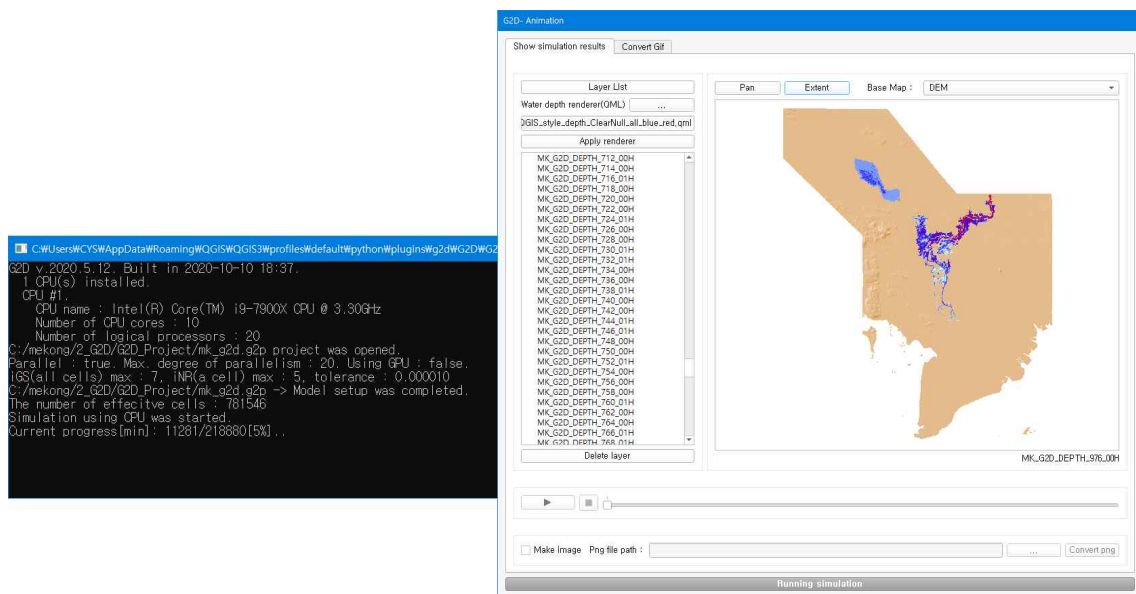 C:₩Users₩CYS₩AppData₩Roaming₩QGIS₩QGIS3₩profiles₩default₩python₩plugins₩g2d₩G2D₩G2
G2D v.2020.5.12. Built in 2020-10-10 18:37.
1 CPU(s) installed.
CPU #1.
CPU name : Intel(R) Core(TM) i9-7900X CPU @ 3.30GHz
Number of CPU cores : 10
Number of logical processors : 20
C:/mekong/2_G2D/G2D_Project/mk_g2d.g2p project was opened.
Parallel : true. Max. degree of parallelism : 20. Using GPU : false.
iGS(all cells) max : 7, iNR(a cell) max : 5, tolerance : 0.000010
C:/mekong/2_G2D/G2D_Project/mk_g2d.g2p -> Model setup was completed.
The number of effecitve cells : 781546
Simulation using CPU was started.
Current progress[min]: 11281/218880[5%]..
G2D- Animation
Show simulation results
Convert Gif
Layer List
Water depth renderer(QML)
...
QGIS_style_depth_ClearNull_all_blue_red,qml
Apply renderer
MK_G2D_DEPTH_712_00H
MK_G2D_DEPTH_714_00H
MK_G2D_DEPTH_716_01H
MK_G2D_DEPTH_718_00H
MK_G2D_DEPTH_720_00H
MK_G2D_DEPTH_722_00H
MK_G2D_DEPTH_724_01H
MK_G2D_DEPTH_726_00H
MK_G2D_DEPTH_728_00H
MK_G2D_DEPTH_730_01H
MK_G2D_DEPTH_732_01H
MK_G2D_DEPTH_734_00H
MK_G2D_DEPTH_736_00H
MK_G2D_DEPTH_738_01H
MK_G2D_DEPTH_740_00H
MK_G2D_DEPTH_742_00H
MK_G2D_DEPTH_744_01H
MK_G2D_DEPTH_746_01H
MK_G2D_DEPTH_748_00H
MK_G2D_DEPTH_750_00H
MK_G2D_DEPTH_752_01H
MK_G2D_DEPTH_754_00H
MK_G2D_DEPTH_756_00H
MK_G2D_DEPTH_758_00H
MK_G2D_DEPTH_760_01H
MK_G2D_DEPTH_762_00H
MK_G2D_DEPTH_764_00H
MK_G2D_DEPTH_766_01H
MK_G2D_DEPTH_768_01H
Delete layer
Pan
Extent
Base Map :
DEM
MK_G2D_DEPTH_976_00H
Make image
Png file path :
...
Convert png
Running simulation